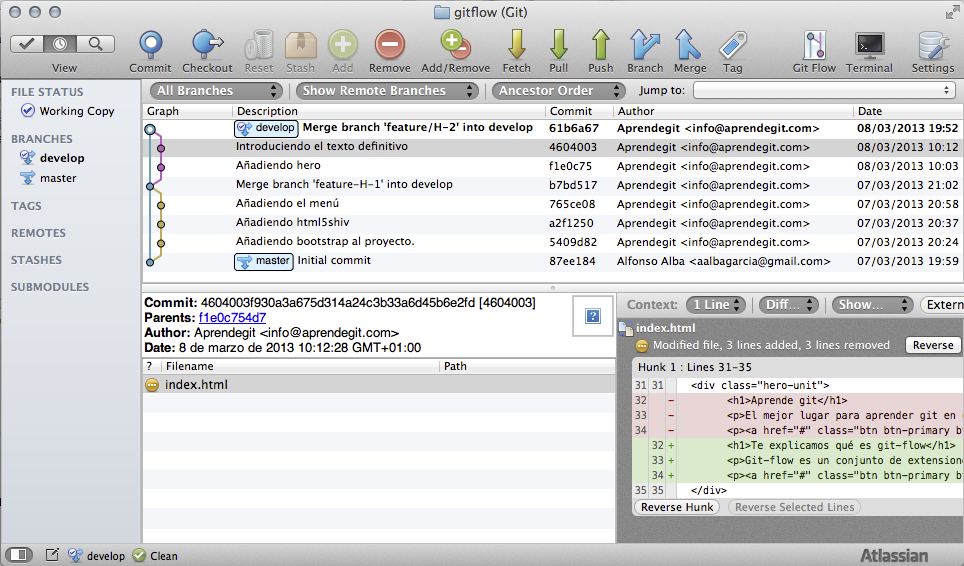 gitflow (Git)
View Commit Checkout Reset Stash Add Remove Add/Remove Fetch Pull Push Branch Merge Tag Git Flow Terminal Settings
FILE STATUS
Working Copy
BRANCHES
develop
master
TAGS
REMOTES
STASHES
SUBMODULES
All Branches Show Remote Branches Ancestor Order Jump to:
Graph Description Commit Author Date
develop Merge branch 'feature/H-2' into develop 61b6a67 Aprendegit <info@aprendegit.com> 08/03/2013 19:52
Introduciendo el texto definitivo 4604003 Aprendegit <info@aprendegit.com> 08/03/2013 10:12
Añadiendo hero f1e0c75 Aprendegit <info@aprendegit.com> 08/03/2013 10:03
Merge branch 'feature-H-1' into develop b7bd517 Aprendegit <info@aprendegit.com> 07/03/2013 21:02
Añadiendo el menú 765ce08 Aprendegit <info@aprendegit.com> 07/03/2013 20:58
Añadiendo html5shiv a2f1250 Aprendegit <info@aprendegit.com> 07/03/2013 20:37
Añadiendo bootstrap al proyecto. 5409d82 Aprendegit <info@aprendegit.com> 07/03/2013 20:24
master Initial commit 87ee184 Alfonso Alba <aalbagarcia@gmail.com> 07/03/2013 19:59
Commit: 4604003f930a3a675d314a24c3b33a6d45b6e2fd [4604003]
Parents: f1e0c754d7
Author: Aprendegit <info@aprendegit.com>
Date: 8 de marzo de 2013 10:12:28 GMT+01:00
? Filename Path
index.html
Context: 1 Line Diff... Show... Extern
index.html
Modified file, 3 lines added, 3 lines removed Reverse
Hunk 1 : Lines 31-35
31 31 <div class="hero-unit">
32 - <h1>Aprende git</h1>
33 - <p>El mejor lugar para aprender git en
34 - <p><a href="#" class="btn btn-primary b
32 + <h1>Te explicamos qué es git-flow</h1>
33 + <p>Git-flow es un conjunto de extensione
34 + <p><a href="#" class="btn btn-primary b
35 35 </div>
Reverse Hunk Reverse Selected Lines
develop Clean Atlassian